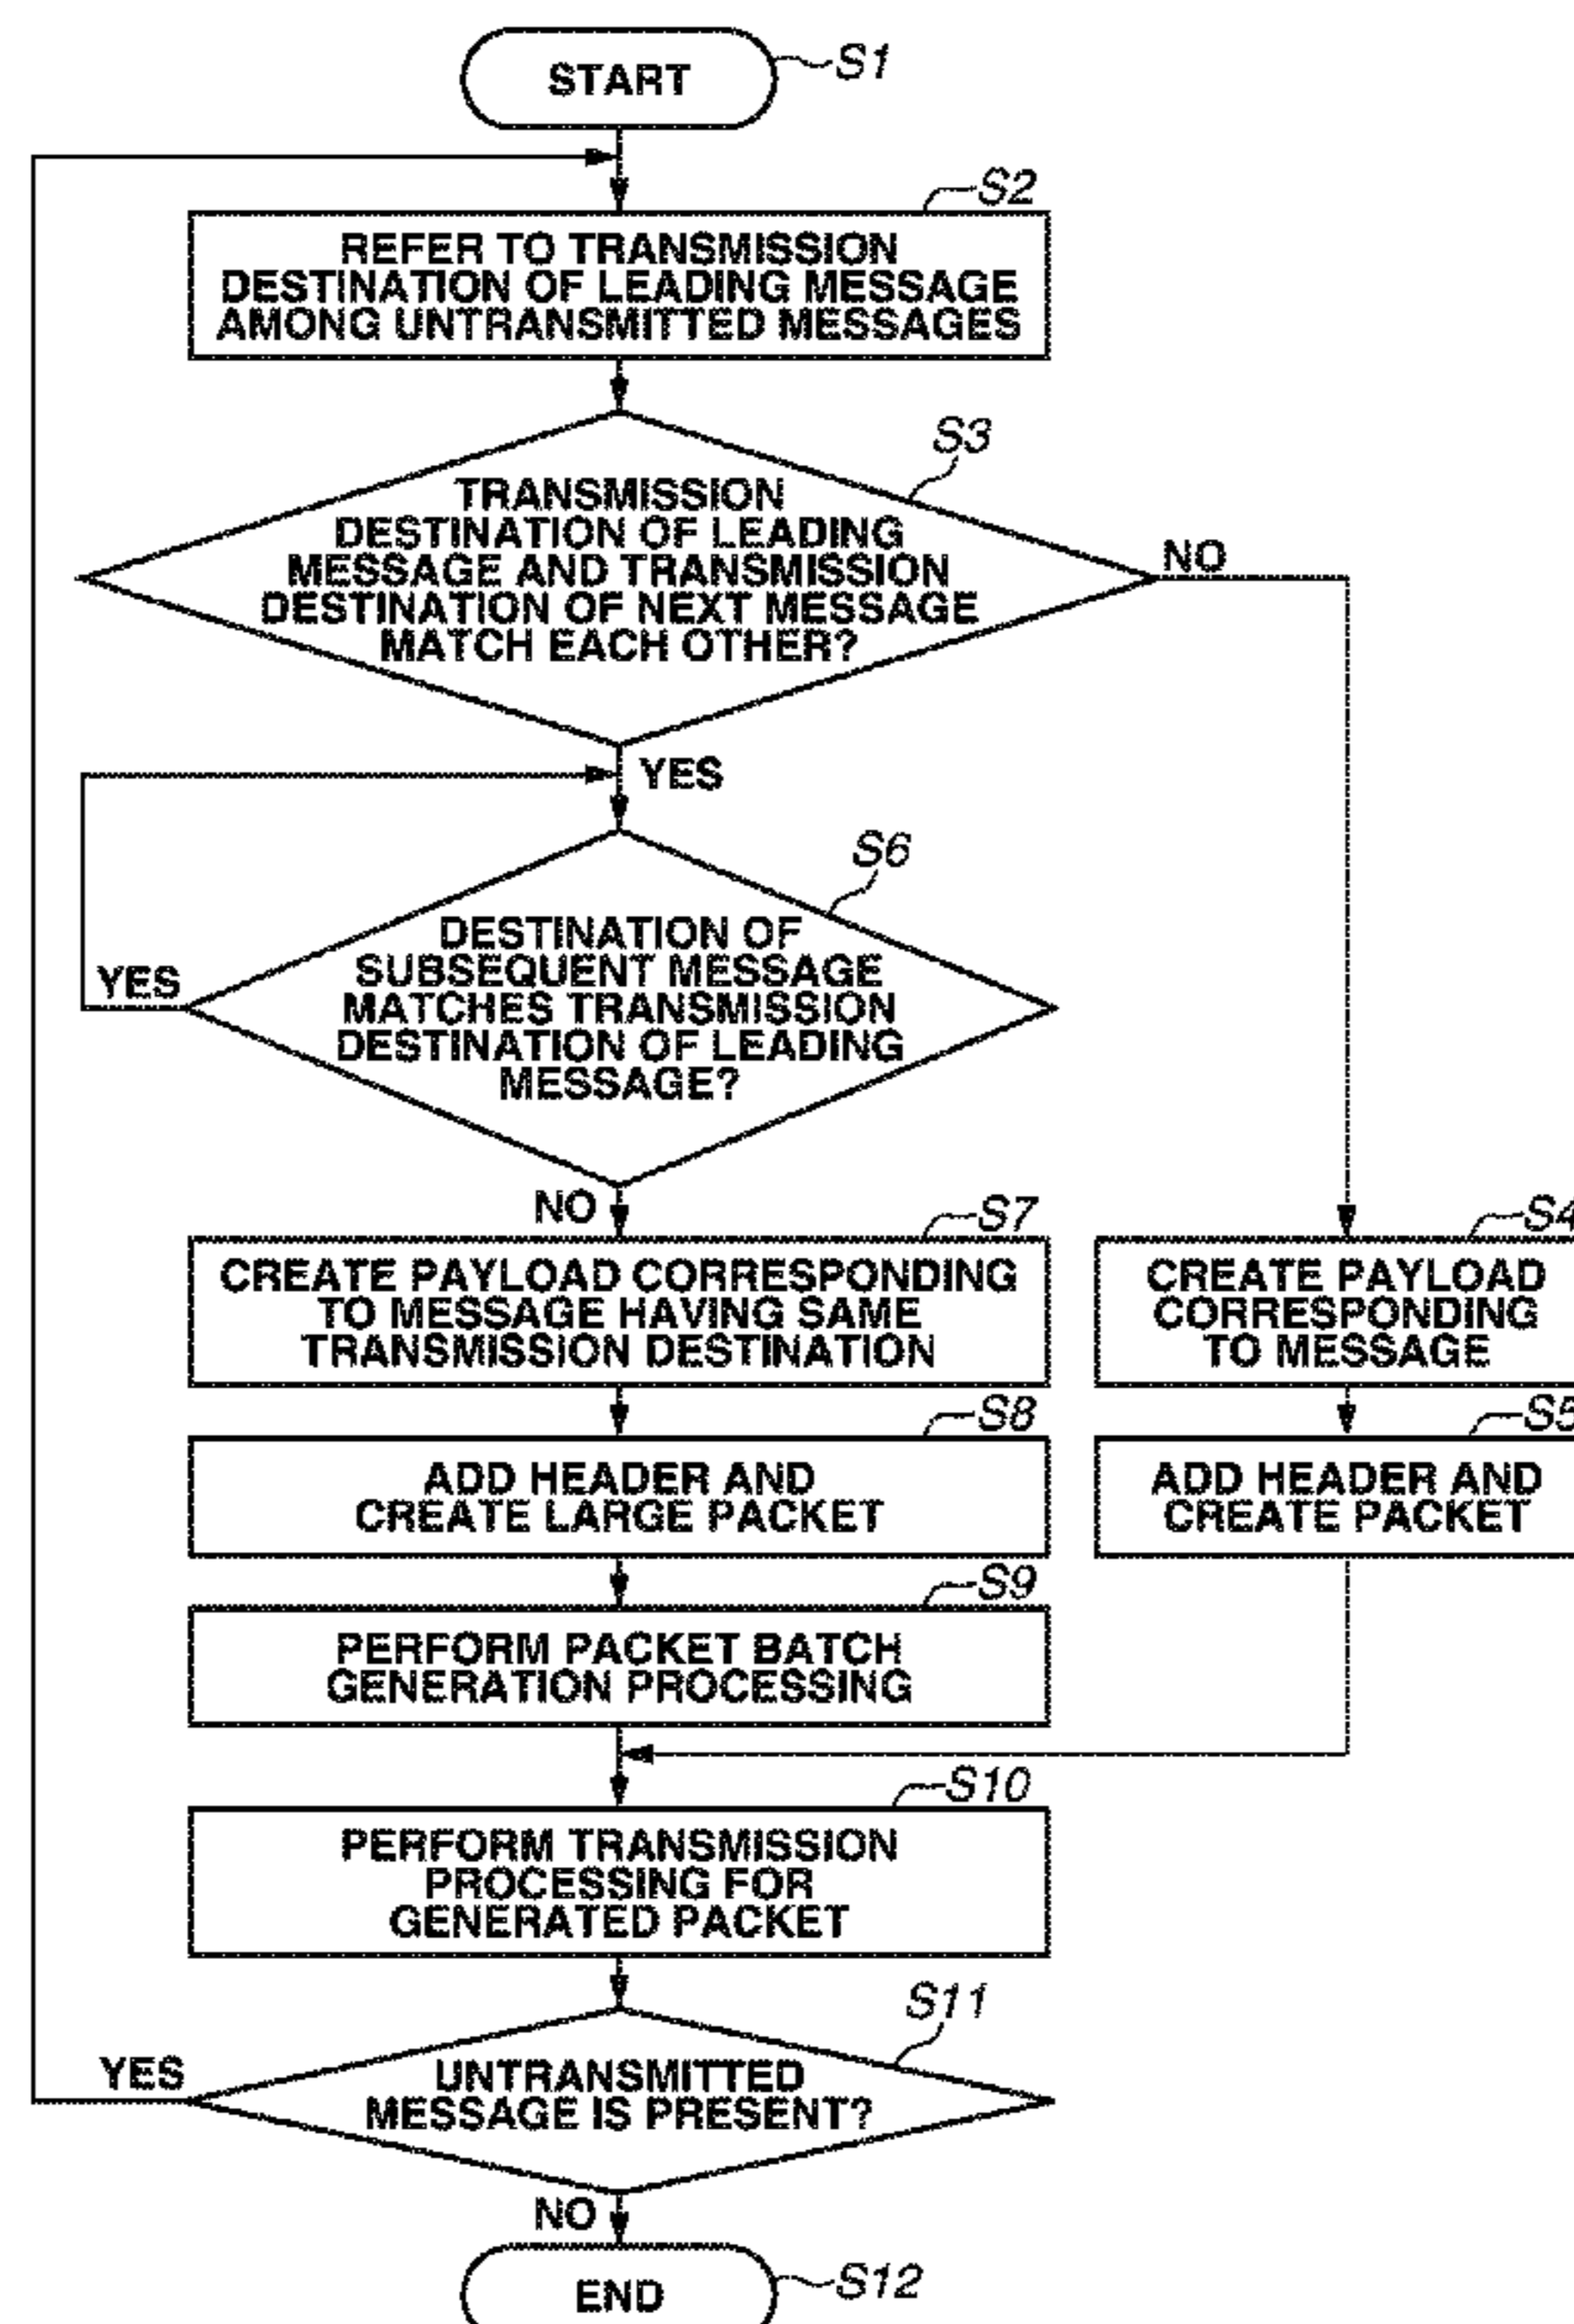 START
S1
S2
REFER TO TRANSMISSION
DESTINATION OF LEADING MESSAGE
AMONG UNTRANSMITTED MESSAGES
S3
TRANSMISSION
DESTINATION OF LEADING
MESSAGE AND TRANSMISSION
DESTINATION OF NEXT MESSAGE
MATCH EACH OTHER?
NO
YES
S6
DESTINATION OF
SUBSEQUENT MESSAGE
MATCHES TRANSMISSION
DESTINATION OF LEADING
MESSAGE?
YES
NO
S7
CREATE PAYLOAD CORRESPONDING
TO MESSAGE HAVING SAME
TRANSMISSION DESTINATION
S4
CREATE PAYLOAD
CORRESPONDING
TO MESSAGE
S8
ADD HEADER AND
CREATE LARGE PACKET
S5
ADD HEADER AND
CREATE PACKET
S9
PERFORM PACKET BATCH
GENERATION PROCESSING
S10
PERFORM TRANSMISSION
PROCESSING FOR
GENERATED PACKET
S11
UNTRANSMITTED
MESSAGE IS PRESENT?
YES
NO
END
S12